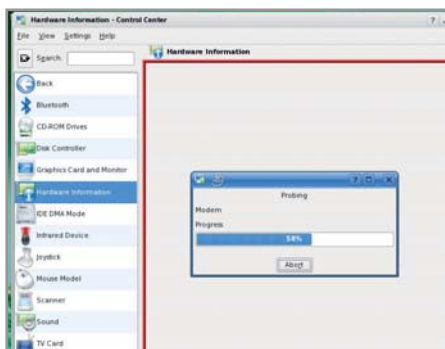 Hardware Information - Control Center
File View Settings Help
Search:
Hardware Information
Back
Bluetooth
CD-ROM Drives
Disk Controller
Graphics Card and Monitor
Hardware Information
IDE DMA Mode
Infrared Device
Joystick
Mouse Model
Scanner
Sound
TV Card
Probing
Modem
Progress
58%
Abort